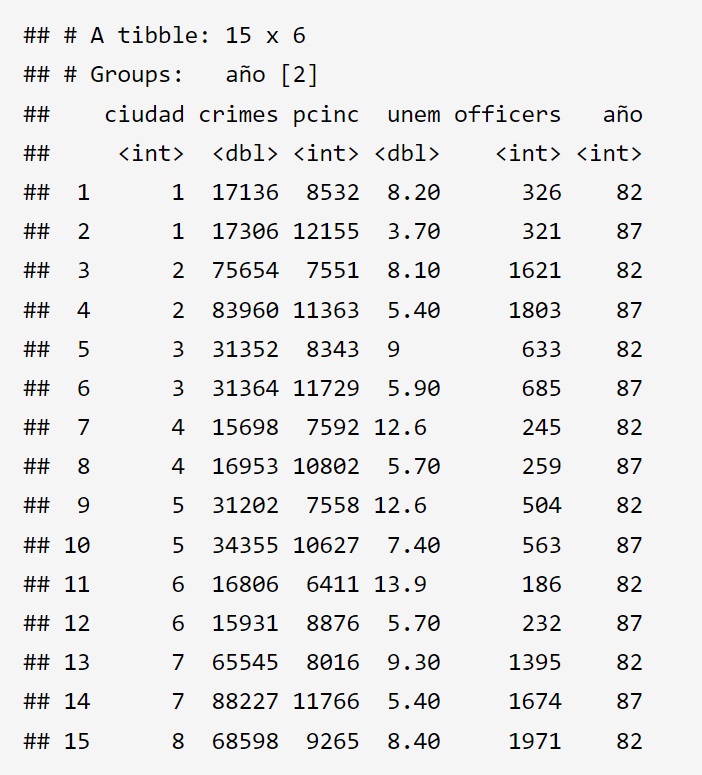 ## # A tibble: 15 x 6
## # Groups:   año [2]
##    ciudad crimes pcinc  unem officers   año
##     <int>  <dbl> <int> <dbl>    <int> <int>
##  1      1  17136  8532  8.20      326    82
##  2      1  17306 12155  3.70      321    87
##  3      2  75654  7551  8.10     1621    82
##  4      2  83960 11363  5.40     1803    87
##  5      3  31352  8343  9         633    82
##  6      3  31364 11729  5.90      685    87
##  7      4  15698  7592 12.6       245    82
##  8      4  16953 10802  5.70      259    87
##  9      5  31202  7558 12.6       504    82
## 10      5  34355 10627  7.40      563    87
## 11      6  16806  6411 13.9       186    82
## 12      6  15931  8876  5.70      232    87
## 13      7  65545  8016  9.30     1395    82
## 14      7  88227 11766  5.40     1674    87
## 15      8  68598  9265  8.40     1971    82